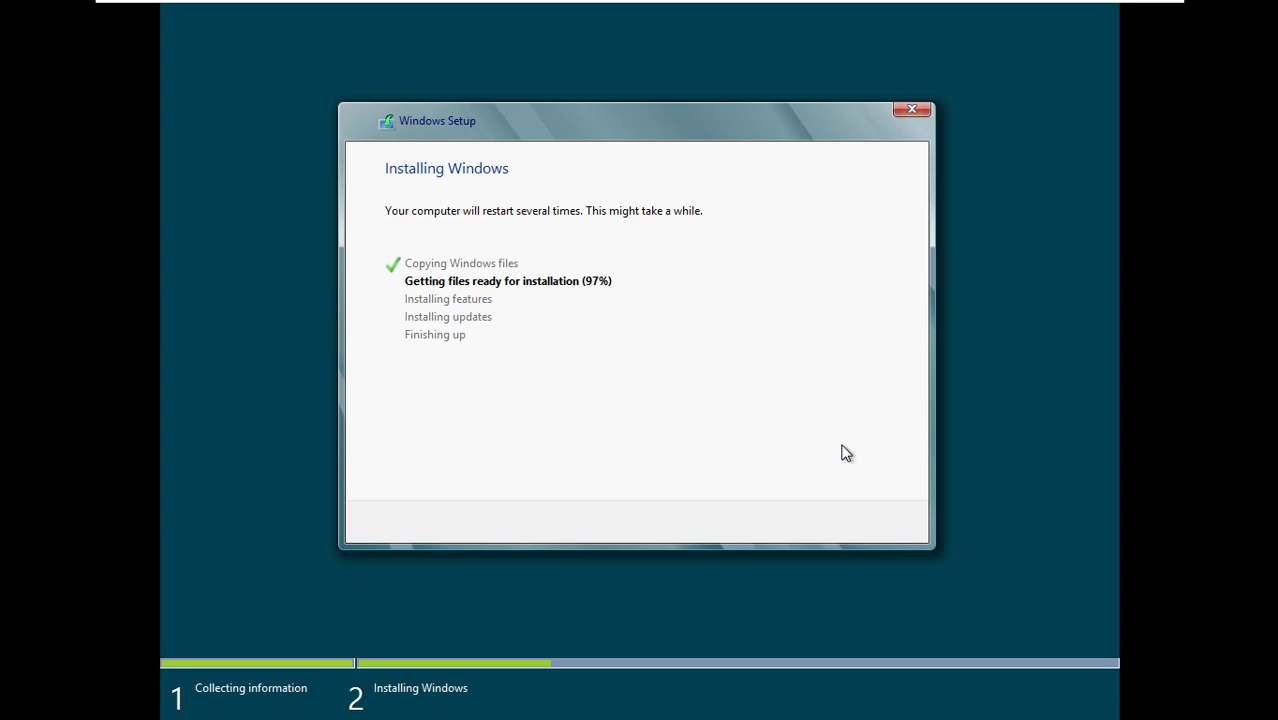 Windows Setup
Installing Windows
Your computer will restart several times. This might take a while.
Copying Windows files
Getting files ready for installation (97%)
Installing features
Installing updates
Finishing up
1 Collecting information
2 Installing Windows